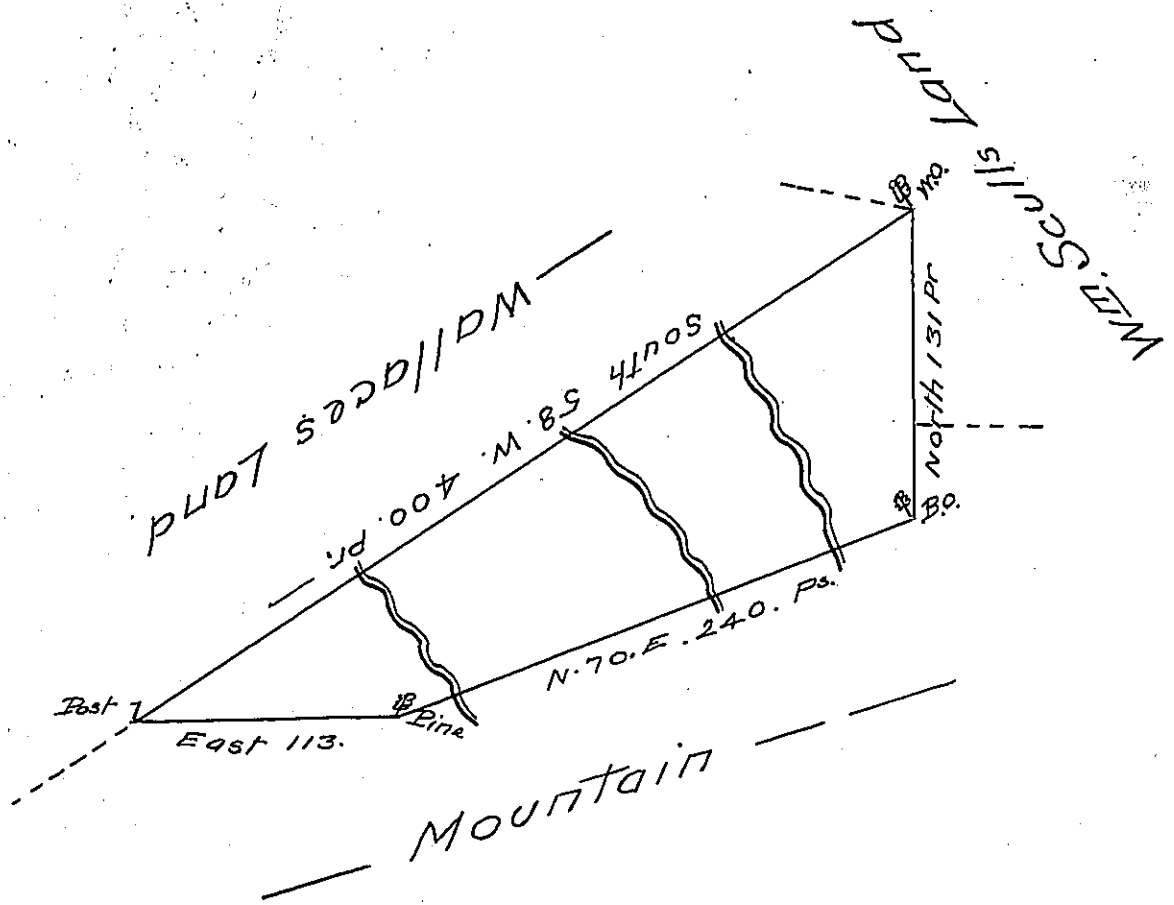 Wm. Sculls Land
Wallaces Land
W.O.
South 58. W. 400. pr.
North 131 Pr
B.O.
N. 70. E. 240. Ps.
Post
Pine
East 113.
Mountain